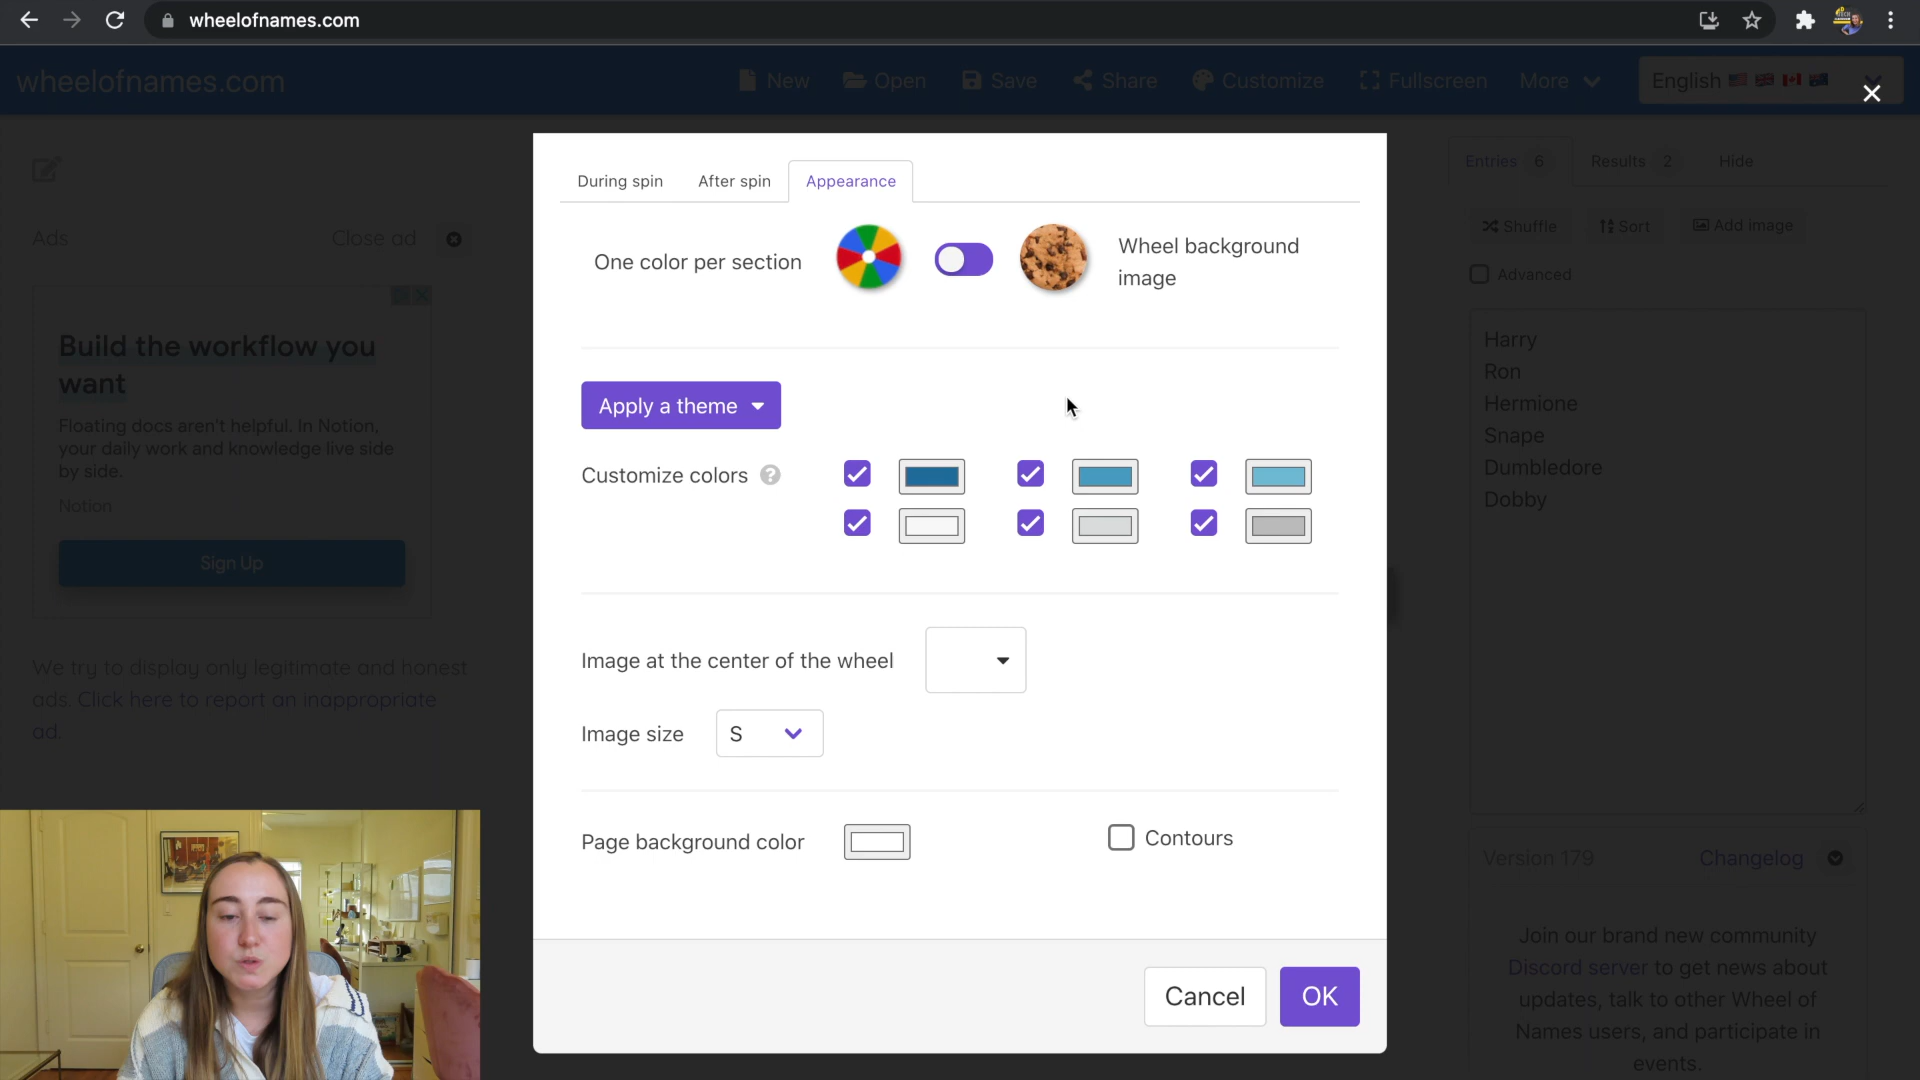 wheelofnames.com
wheelofnames.com
New
Open
Save
Share
Customize
Fullscreen
More
English
During spin
After spin
Appearance
One color per section
Wheel background
image
Apply a theme
Customize colors ?
Image at the center of the wheel
Image size
S
Page background color
Contours
Cancel
OK
Ads
Close ad
Build the workflow you
want
Floating docs aren't helpful. In Notion,
your daily work and knowledge live side
by side.
Notion
Sign Up
We try to display only legitimate and honest
ads. Click here to report an inappropriate
ad.
Entries 6
Results 2
Hide
Shuffle
Sort
Add image
Advanced
Harry
Ron
Hermione
Snape
Dumbledore
Dobby
Version 179
Changelog
Join our brand new community
Discord server to get news about
updates, talk to other Wheel of
Names users, and participate in
events.